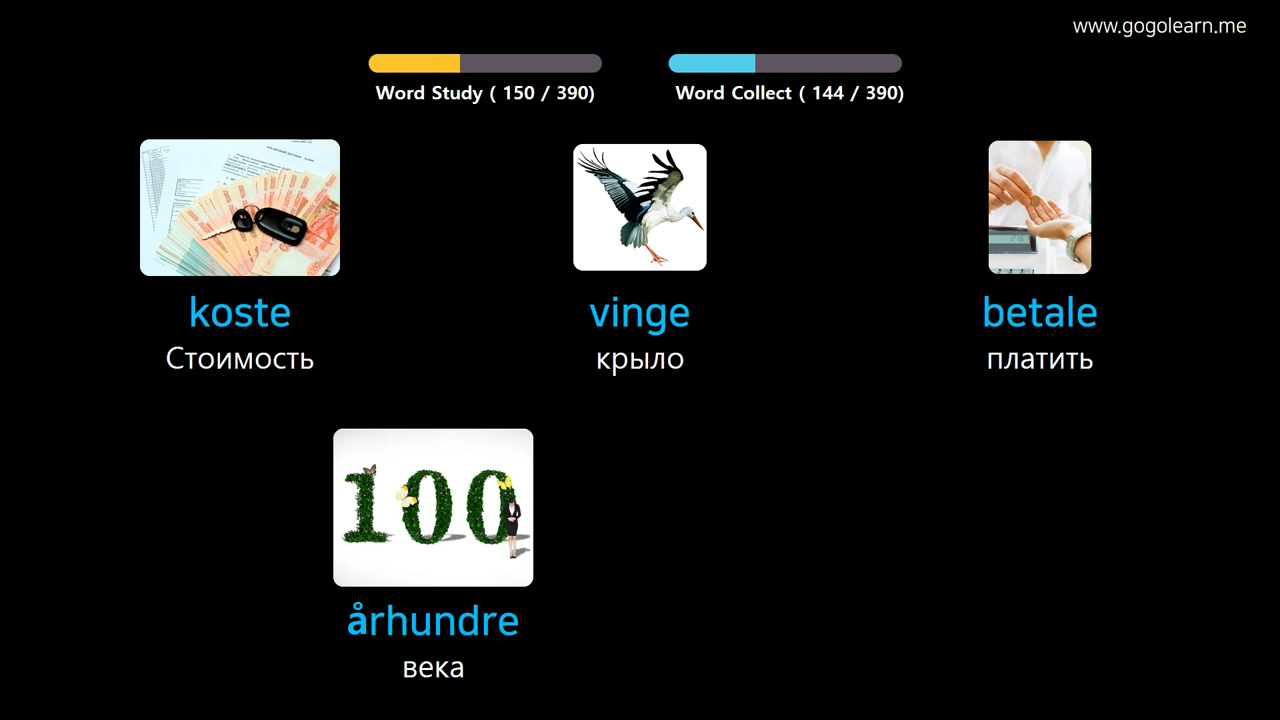 www.gogolearn.me
Word Study ( 150 / 390)
Word Collect ( 144 / 390)
koste
Стоимость
vinge
крыло
betale
платить
100
århundre
века